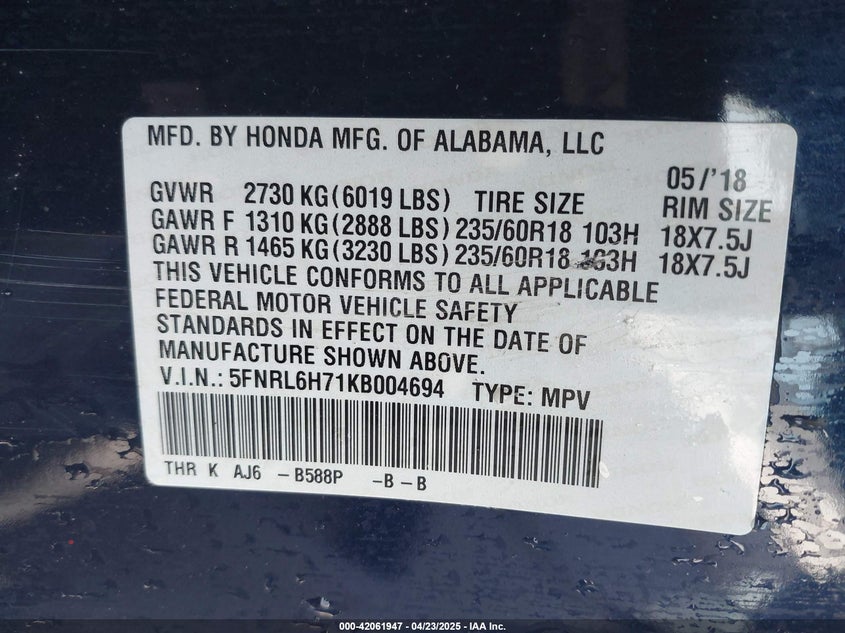 MFD. BY HONDA MFG. OF ALABAMA, LLC
05/'18
GVWR 2730 KG(6019 LBS) TIRE SIZE RIM SIZE
GAWR F 1310 KG(2888 LBS) 235/60R18 103H 18X7.5J
GAWR R 1465 KG(3230 LBS) 235/60R18 103H 18X7.5J
THIS VEHICLE CONFORMS TO ALL APPLICABLE
FEDERAL MOTOR VEHICLE SAFETY
STANDARDS IN EFFECT ON THE DATE OF
MANUFACTURE SHOWN ABOVE.
V.I.N.: 5FNRL6H71KB004694 TYPE: MPV
THR K AJ6 -B588P -B-B
000-42061947 - 04/23/2025 - IAA Inc.